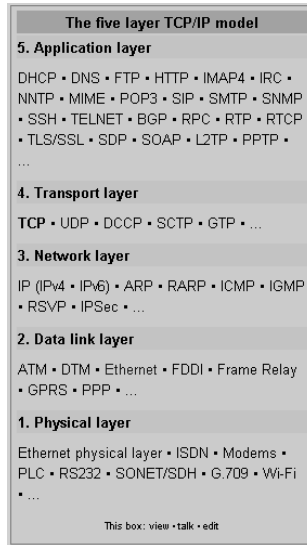 The five layer TCP/IP model
5. Application layer
DHCP • DNS • FTP • HTTP • IMAP4 • IRC •
NNTP • MIME • POP3 • SIP • SMTP • SNMP
• SSH • TELNET • BGP • RPC • RTP • RTCP
• TLS/SSL • SDP • SOAP • L2TP • PPTP •
...
4. Transport layer
TCP • UDP • DCCP • SCTP • GTP • ...
3. Network layer
IP (IPv4 • IPv6) • ARP • RARP • ICMP • IGMP
• RSVP • IPSec • ...
2. Data link layer
ATM • DTM • Ethernet • FDDI • Frame Relay
• GPRS • PPP • ...
1. Physical layer
Ethernet physical layer • ISDN • Modems •
PLC • RS232 • SONET/SDH • G.709 • Wi-Fi
• ...
This box: view • talk • edit